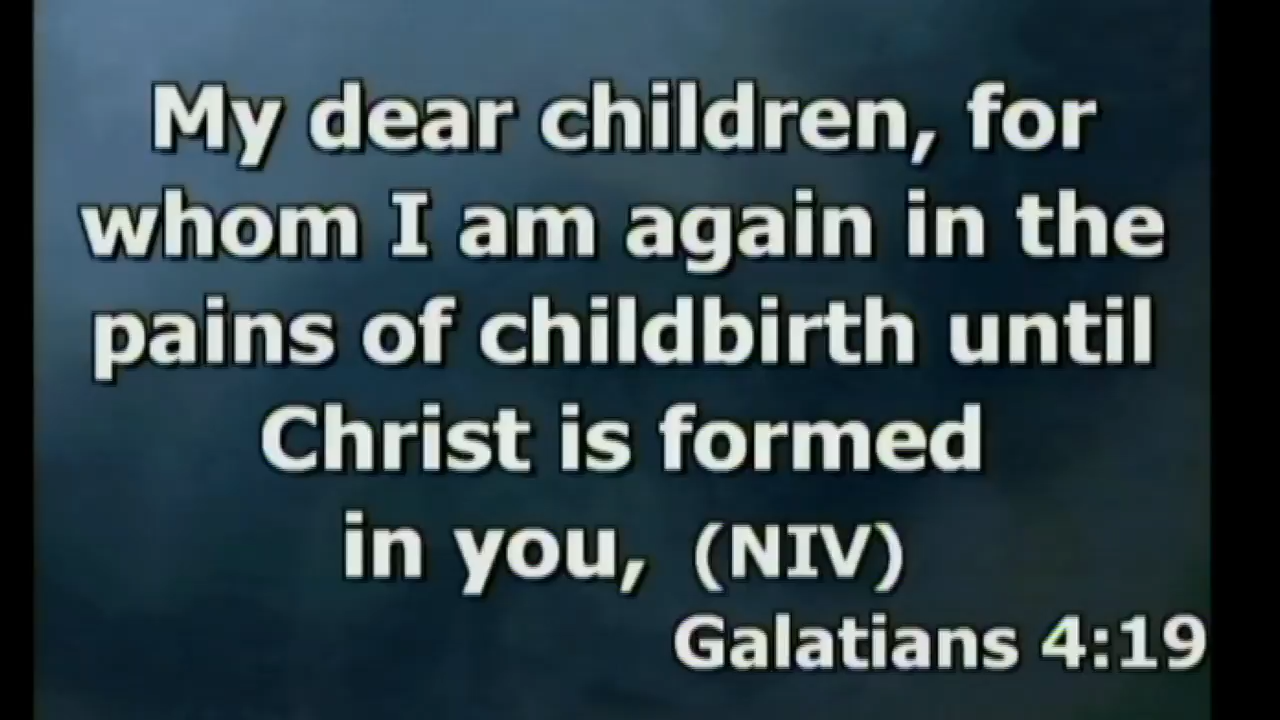 My dear children, for
whom I am again in the
pains of childbirth until
Christ is formed
in you, (NIV)
Galatians 4:19